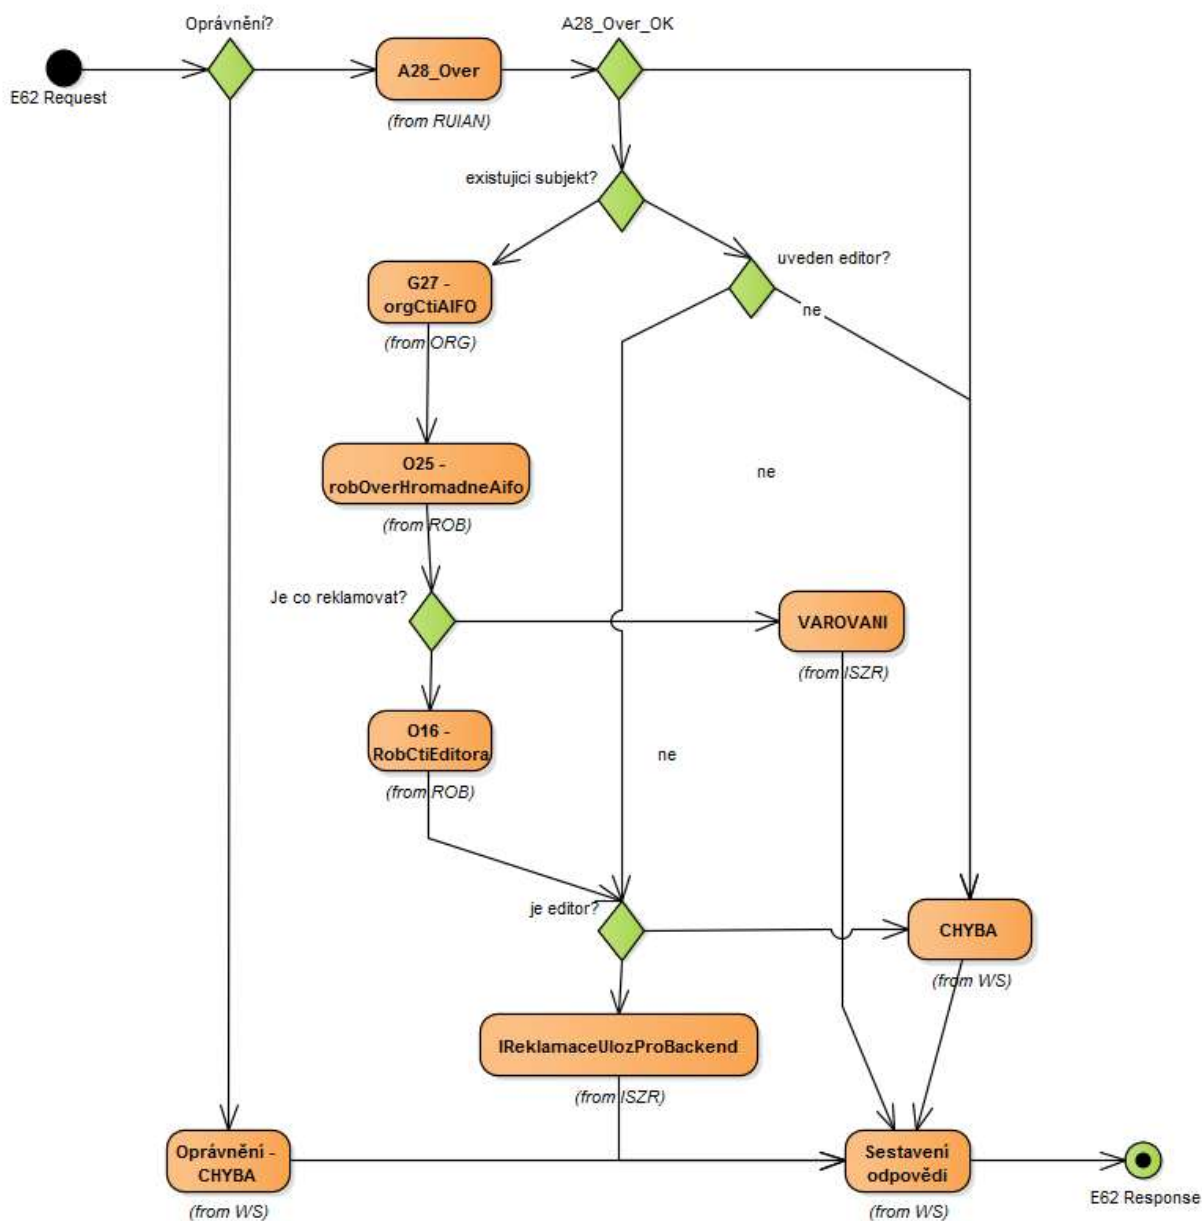 Oprávnění?
A28_Over_OK
E62 Request
A28_Over
(from RUIAN)
existujici subjekt?
uveden editor?
G27 -
orgCtiAIFO
(from ORG)
ne
O25 -
robOverHromadneAifo
(from ROB)
ne
Je co reklamovat?
VAROVANI
(from ISZR)
O16 -
RobCtiEditora
(from ROB)
ne
je editor?
CHYBA
(from WS)
IReklamaceUlozProBackend
(from ISZR)
Oprávnění -
CHYBA
(from WS)
Sestavení
odpovědi
(from WS)
E62 Response